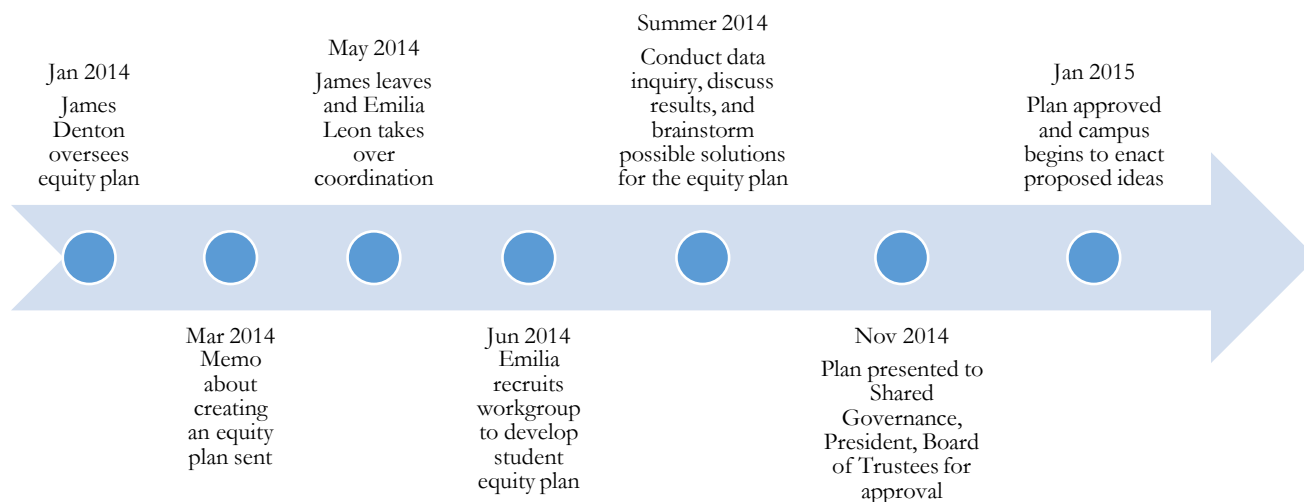 Jan 2014
James
Denton
oversees
equity plan
Mar 2014
Memo
about
creating
an equity
plan sent
May 2014
James leaves
and Emilia
Leon takes
over
coordination
Jun 2014
Emilia
recruits
workgroup
to develop
student
equity plan
Summer 2014
Conduct data
inquiry, discuss
results, and
brainstorm
possible solutions
for the equity plan
Nov 2014
Plan presented to
Shared
Governance,
President, Board
of Trustees for
approval
Jan 2015
Plan approved
and campus
begins to enact
proposed ideas